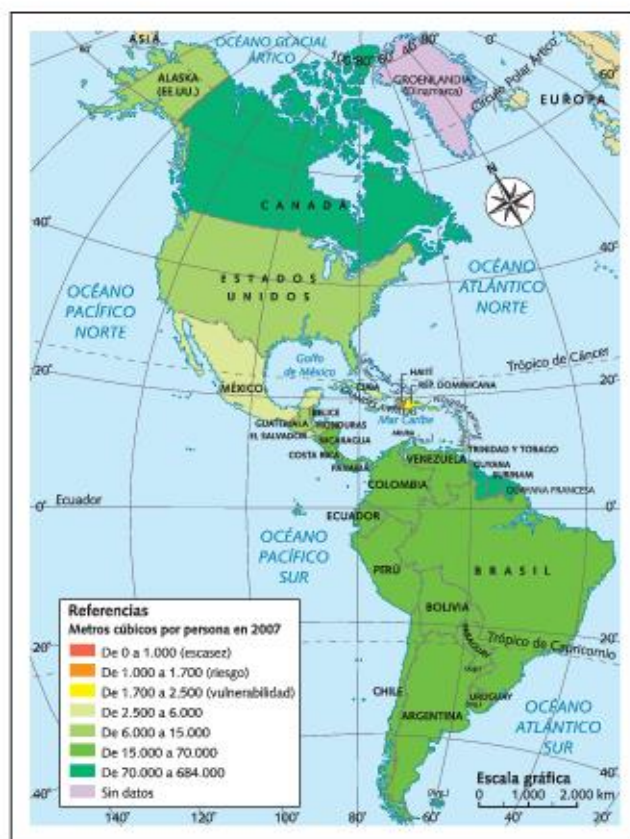 ASIA
OCÉANO GLACIAL
ÁRTICO
ALASKA
(EE.UU.)
GROENLANDIA
(Dinamarca)
Círculo Polar Ártico
EUROPA
N
CANADÁ
ESTADOS
UNIDOS
OCÉANO
PACÍFICO
NORTE
OCÉANO
ATLÁNTICO
NORTE
Golfo
de México
Trópico de Cáncer
MÉXICO
CUBA
HAITÍ
REP. DOMINICANA
Mar Caribe
BELICE
GUATEMALA
HONDURAS
EL SALVADOR
NICARAGUA
COSTA RICA
PANAMÁ
ARUBA
TRINIDAD Y TOBAGO
VENEZUELA
GUYANA
SURINAM
GUAYANA FRANCESA
COLOMBIA
Ecuador
ECUADOR
OCÉANO
PACÍFICO
SUR
PERÚ
BRASIL
BOLIVIA
PARAGUAY
Trópico de Capricornio
CHILE
URUGUAY
ARGENTINA
OCÉANO
ATLÁNTICO
SUR
Referencias
Metros cúbicos por persona en 2007
De 0 a 1.000 (escasez)
De 1.000 a 1.700 (riesgo)
De 1.700 a 2.500 (vulnerabilidad)
De 2.500 a 6.000
De 6.000 a 15.000
De 15.000 a 70.000
De 70.000 a 684.000
Sin datos
Escala gráfica
0 1.000 2.000 km
140° 120° 100° 80° 60° 40°